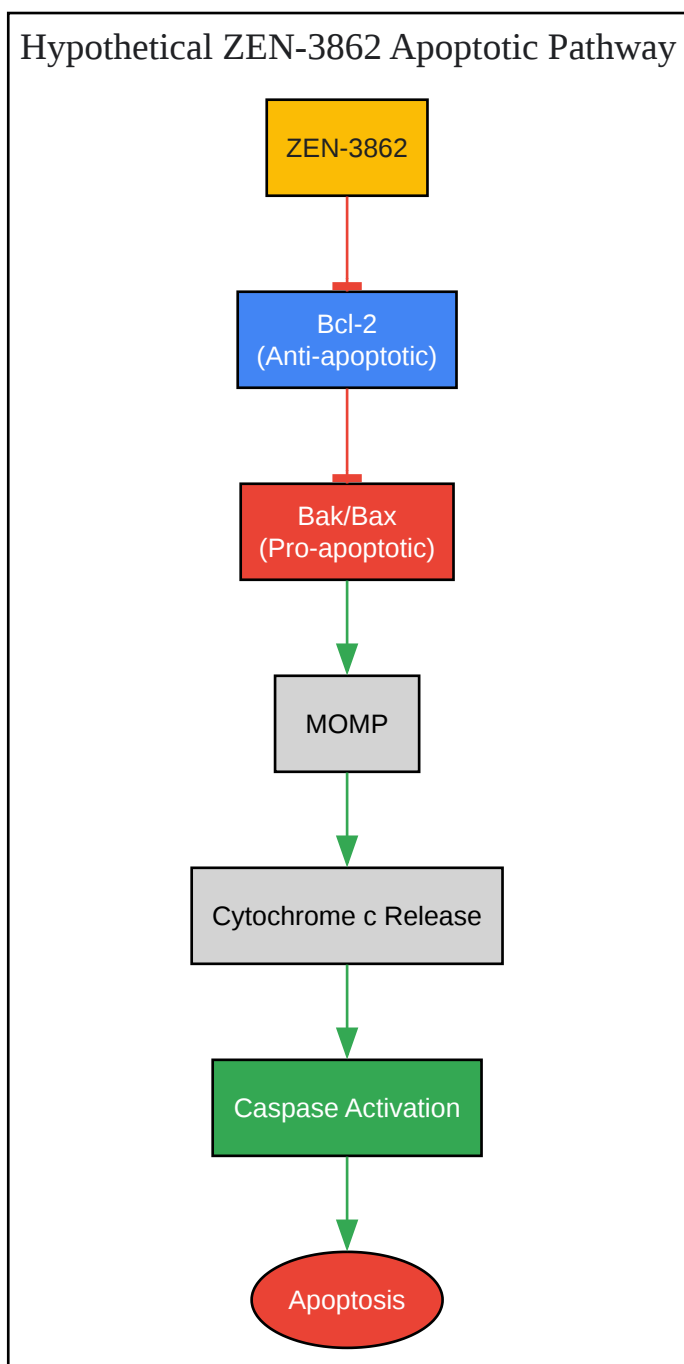 Hypothetical ZEN-3862 Apoptotic Pathway
ZEN-3862
Bcl-2
(Anti-apoptotic)
Bak/Bax
(Pro-apoptotic)
MOMP
Cytochrome c Release
Caspase Activation
Apoptosis